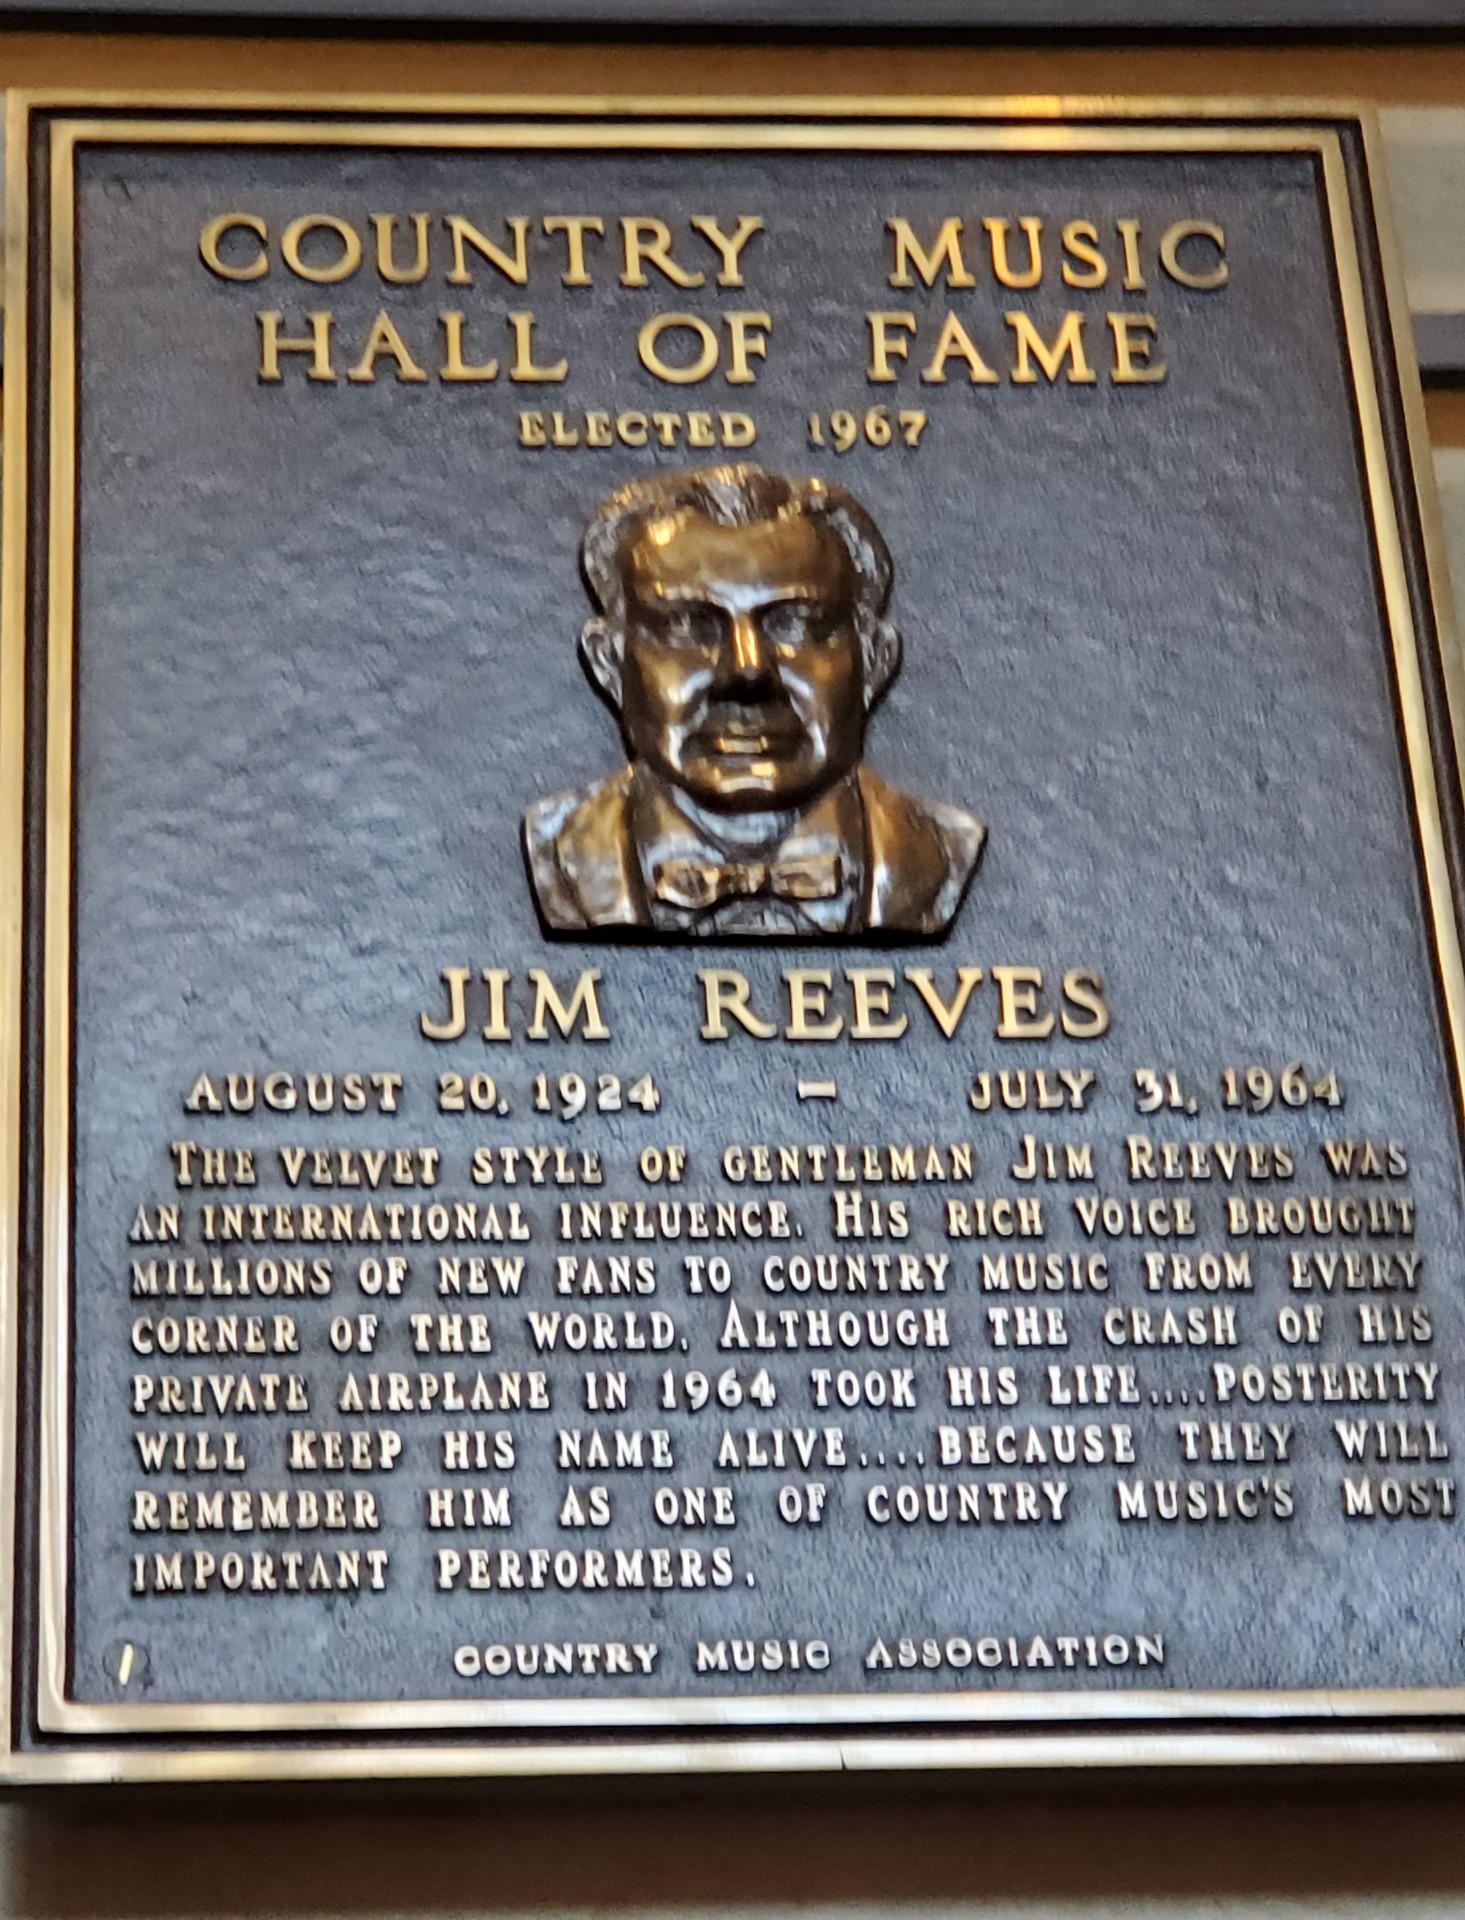 COUNTRY MUSIC
HALL OF FAME
ELECTED 1967
JIM REEVES
AUGUST 20, 1924 – JULY 31, 1964
THE VELVET STYLE OF GENTLEMAN JIM REEVES WAS
AN INTERNATIONAL INFLUENCE. HIS RICH VOICE BROUGHT
MILLIONS OF NEW FANS TO COUNTRY MUSIC FROM EVERY
CORNER OF THE WORLD. ALTHOUGH THE CRASH OF HIS
PRIVATE AIRPLANE IN 1964 TOOK HIS LIFE....POSTERITY
WILL KEEP HIS NAME ALIVE....BECAUSE THEY WILL
REMEMBER HIM AS ONE OF COUNTRY MUSIC'S MOST
IMPORTANT PERFORMERS.
COUNTRY MUSIC ASSOCIATION